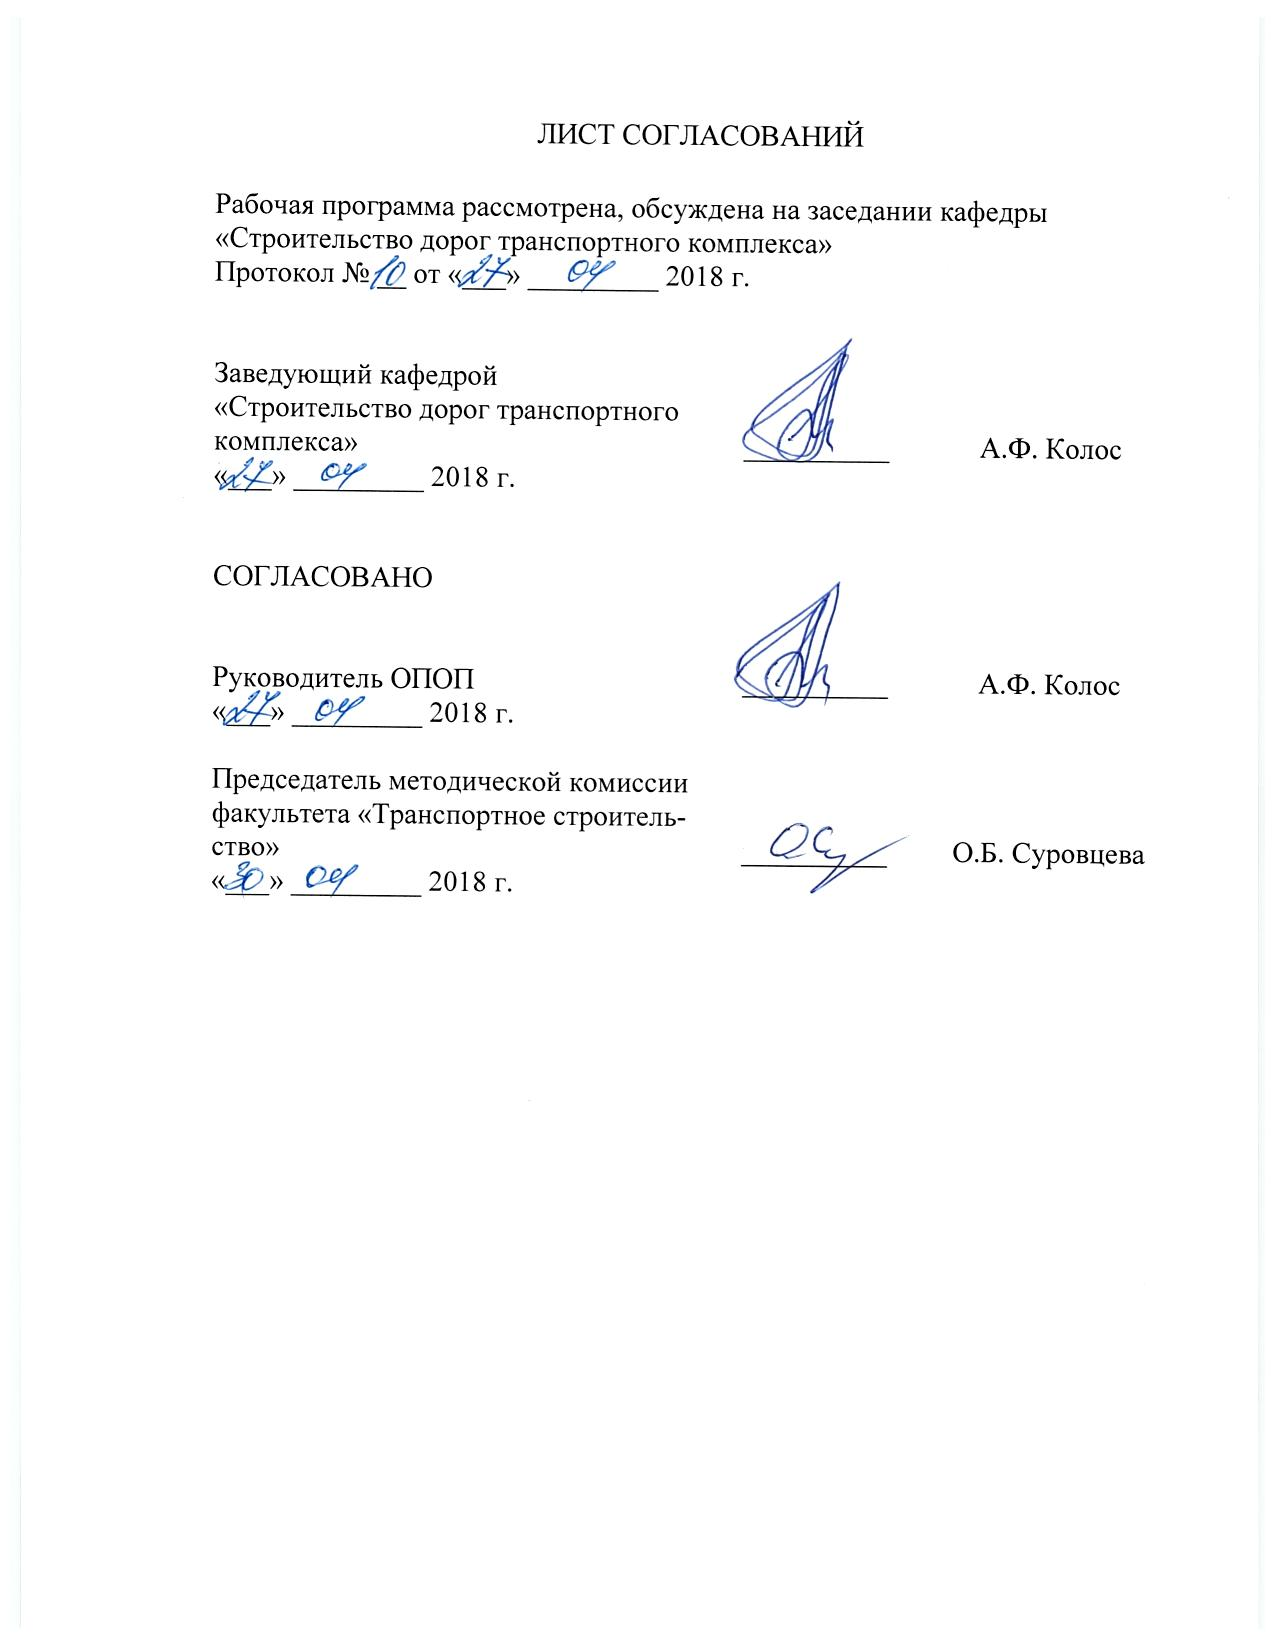 ЛИСТ СОГЛАСОВАНИЙ
Рабочая программа рассмотрена, обсуждена на заседании кафедры
«Строительство дорог транспортного комплекса»
Протокол № 10 от «27» 04 2018 г.
Заведующий кафедрой
«Строительство дорог транспортного
комплекса» А.Ф. Колос
«27» 04 2018 г.
СОГЛАСОВАНО
Руководитель ОПОП А.Ф. Колос
«27» 04 2018 г.
Председатель методической комиссии
факультета «Транспортное строитель-
ство» О.Б. Суровцева
«30» 04 2018 г.